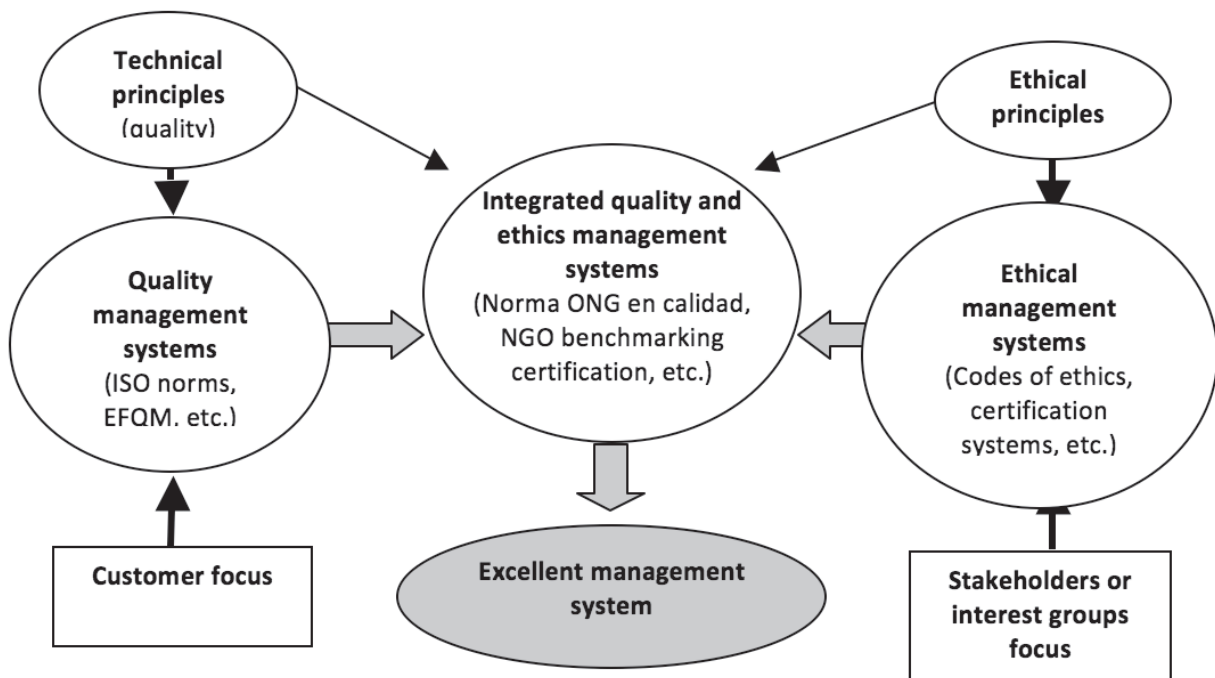 Technical
principles
(quality)
Ethical
principles
Integrated quality and
ethics management
systems
(Norma ONG en calidad,
NGO benchmarking
certification, etc.)
Quality
management
systems
(ISO norms,
EFQM, etc.)
Ethical
management
systems
(Codes of ethics,
certification
systems, etc.)
Customer focus
Excellent management
system
Stakeholders or
interest groups
focus